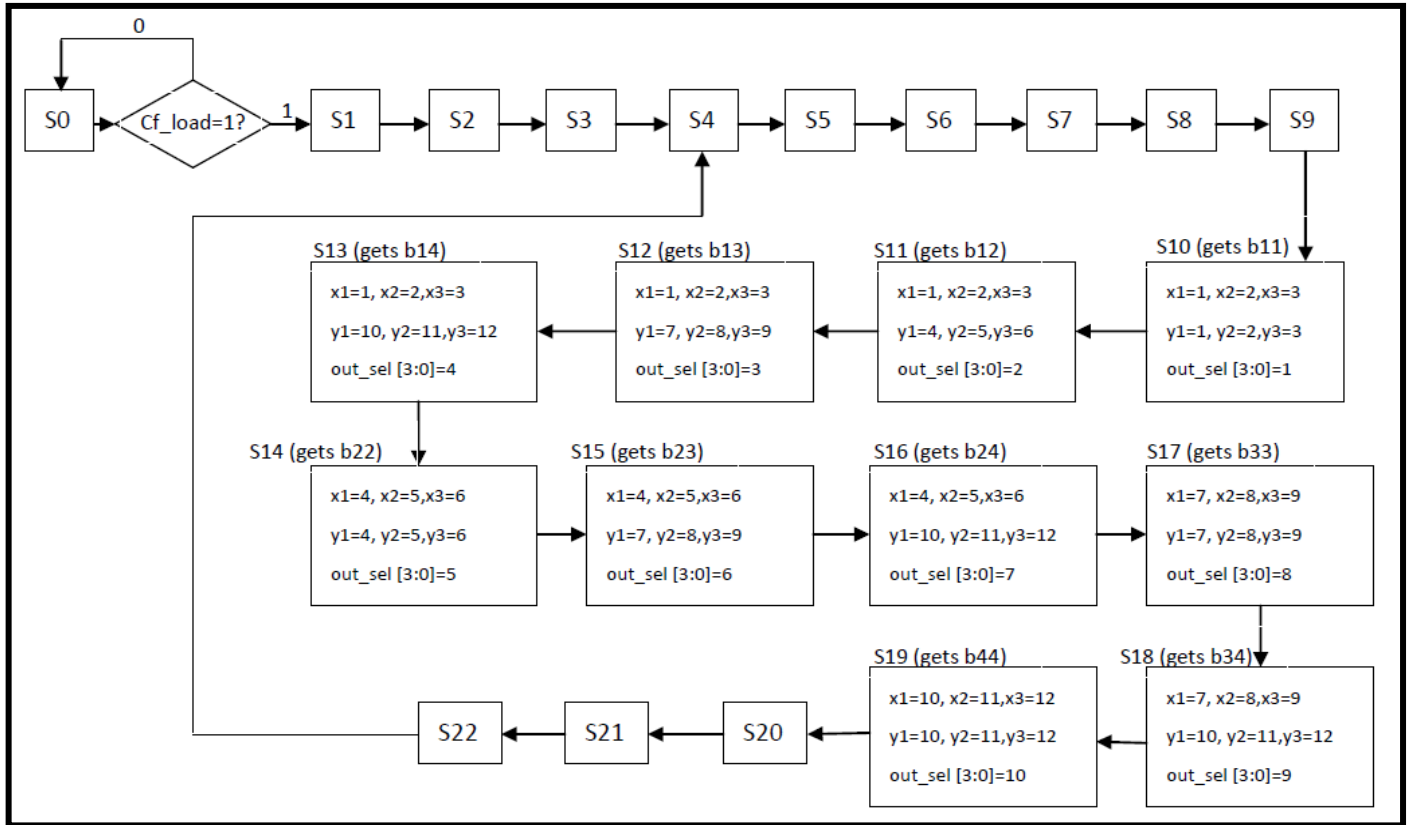 0
S0
Cf_load=1?
1
S1
S2
S3
S4
S5
S6
S7
S8
S9
S13 (gets b14)
x1=1, x2=2,x3=3
y1=10, y2=11,y3=12
out_sel [3:0]=4
S12 (gets b13)
x1=1, x2=2,x3=3
y1=7, y2=8,y3=9
out_sel [3:0]=3
S11 (gets b12)
x1=1, x2=2,x3=3
y1=4, y2=5,y3=6
out_sel [3:0]=2
S10 (gets b11)
x1=1, x2=2,x3=3
y1=1, y2=2,y3=3
out_sel [3:0]=1
S14 (gets b22)
x1=4, x2=5,x3=6
y1=4, y2=5,y3=6
out_sel [3:0]=5
S15 (gets b23)
x1=4, x2=5,x3=6
y1=7, y2=8,y3=9
out_sel [3:0]=6
S16 (gets b24)
x1=4, x2=5,x3=6
y1=10, y2=11,y3=12
out_sel [3:0]=7
S17 (gets b33)
x1=7, x2=8,x3=9
y1=7, y2=8,y3=9
out_sel [3:0]=8
S22
S21
S20
S19 (gets b44)
x1=10, x2=11,x3=12
y1=10, y2=11,y3=12
out_sel [3:0]=10
S18 (gets b34)
x1=7, x2=8,x3=9
y1=10, y2=11,y3=12
out_sel [3:0]=9